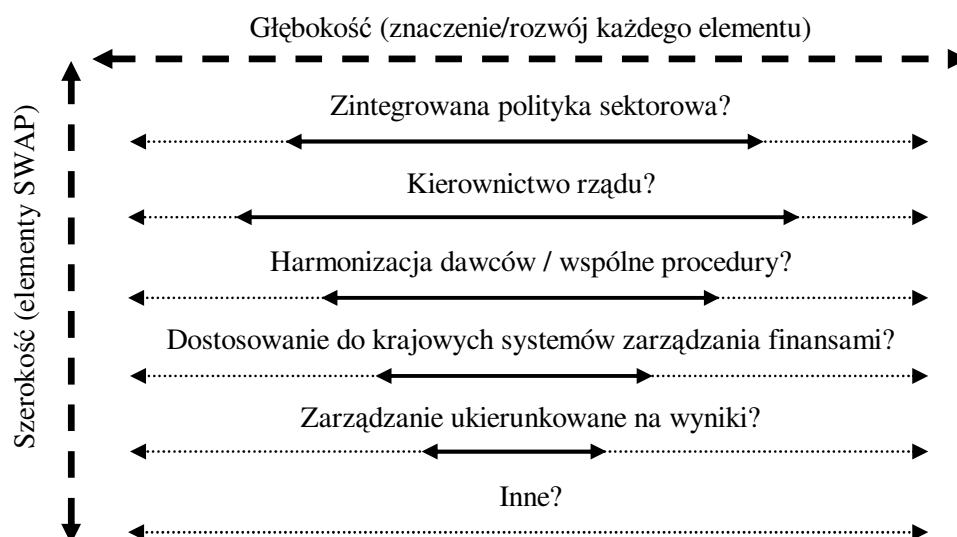 Głębokość (znaczenie/rozwój każdego elementu)
Szerokość (elementy SWAP)
Zintegrowana polityka sektorowa?
Kierownictwo rządu?
Harmonizacja dawców / wspólne procedury?
Dostosowanie do krajowych systemów zarządzania finansami?
Zarządzanie ukierunkowane na wyniki?
Inne?